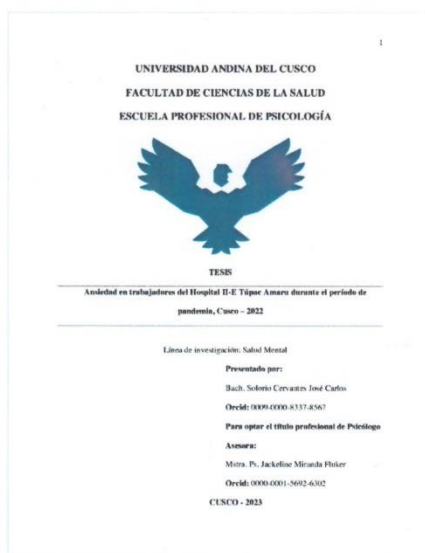 1
UNIVERSIDAD ANDINA DEL CUSCO
FACULTAD DE CIENCIAS DE LA SALUD
ESCUELA PROFESIONAL DE PSICOLOGÍA
TESIS
Ansiedad en trabajadores del Hospital II-E Túpac Amaru durante el período de
pandemia, Cusco – 2022
Línea de investigación: Salud Mental
Presentado por:
Bach. Solorio Cervantes José Carlos
Orcid: 0009-0000-8337-8567
Para optar el título profesional de Psicólogo
Asesora:
Mstra. Ps. Jackeline Miranda Fluker
Orcid: 0000-0001-5692-6302
CUSCO - 2023